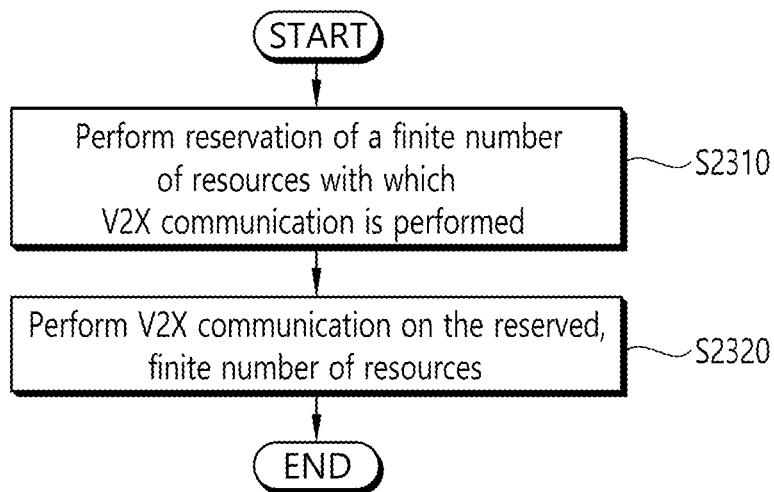 START
Perform reservation of a finite number
of resources with which
V2X communication is performed
S2310
Perform V2X communication on the reserved,
finite number of resources
S2320
END